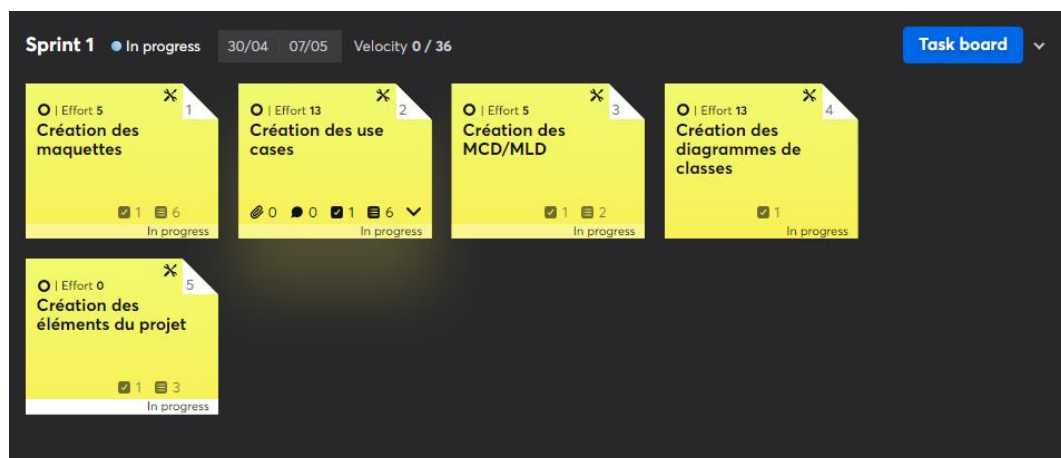 Sprint 1 In progress 30/04 07/05 Velocity 0 / 36 Task board
| Effort 5 1
Création des
maquettes
1 6
In progress
| Effort 13 2
Création des use
cases
0 0 1 6
In progress
| Effort 5 3
Création des
MCD/MLD
1 2
In progress
| Effort 13 4
Création des
diagrammes de
classes
1
In progress
| Effort 0 5
Création des
éléments du projet
1 3
In progress